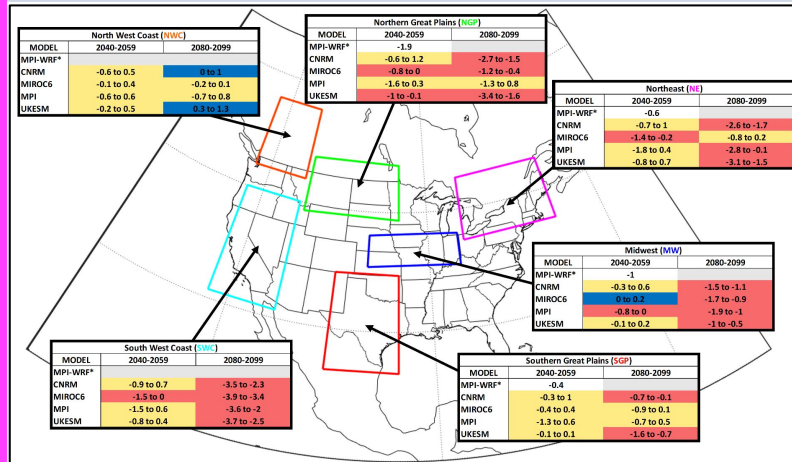 North West Coast (NWC)
MODEL 2040-2059 2080-2099
MPI-WRF*
CNRM -0.6 to 0.5 0 to 1
MIROC6 -0.1 to 0.4 -0.2 to 0.1
MPI -0.6 to 0.6 -0.7 to 0.8
UKESM -0.2 to 0.5 0.3 to 1.3
Northern Great Plains (NGP)
MODEL 2040-2059 2080-2099
MPI-WRF* -1.9
CNRM -0.6 to 1.2 -2.7 to -1.5
MIROC6 -0.8 to 0 -1.2 to -0.4
MPI -1.6 to 0.3 -1.3 to 0.8
UKESM -1 to -0.1 -3.4 to -1.6
Northeast (NE)
MODEL 2040-2059 2080-2099
MPI-WRF* -0.6
CNRM -0.7 to 1 -2.6 to -1.7
MIROC6 -1.4 to -0.2 -0.8 to 0.2
MPI -1.8 to 0.4 -2.8 to -0.1
UKESM -0.8 to 0.7 -3.1 to -1.5
Midwest (MW)
MODEL 2040-2059 2080-2099
MPI-WRF* -1
CNRM -0.3 to 0.6 -1.5 to -1.1
MIROC6 0 to 0.2 -1.7 to -0.9
MPI -0.8 to 0 -1.9 to -1
UKESM -0.1 to 0.2 -1 to -0.5
South West Coast (SWC)
MODEL 2040-2059 2080-2099
MPI-WRF*
CNRM -0.9 to 0.7 -3.5 to -2.3
MIROC6 -1.5 to 0 -3.9 to -3.4
MPI -1.5 to 0.6 -3.6 to -2
UKESM -0.8 to 0.4 -3.7 to -2.5
Southern Great Plains (SGP)
MODEL 2040-2059 2080-2099
MPI-WRF* -0.4
CNRM -0.3 to 1 -0.7 to -0.1
MIROC6 -0.4 to 0.4 -0.9 to 0.1
MPI -1.3 to 0.6 -0.7 to 0.5
UKESM -0.1 to 0.1 -1.6 to -0.7